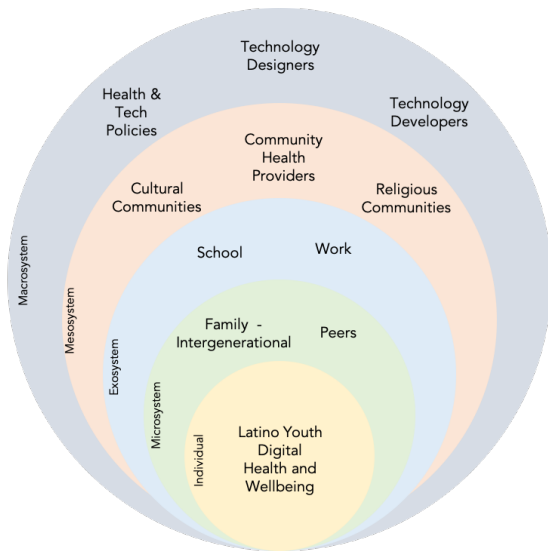 Technology
Designers
Health &
Tech
Policies
Technology
Developers
Community
Health
Providers
Cultural
Communities
Religious
Communities
School
Work
Family -
Intergenerational
Peers
Latino Youth
Digital
Health and
Wellbeing
Macrosystem
Mesosystem
Exosystem
Microsystem
Individual